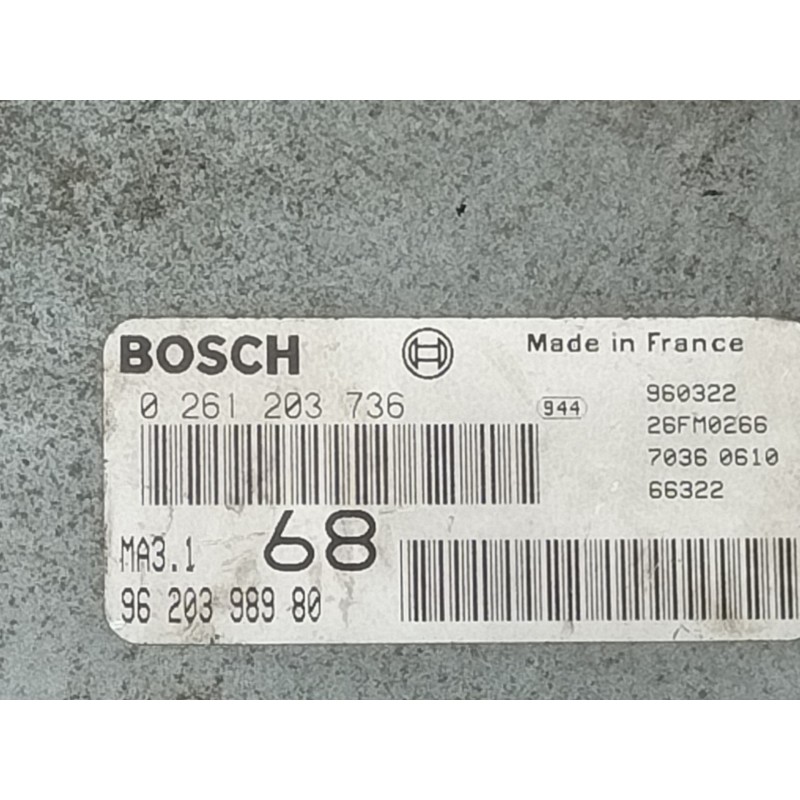 BOSCH
Made in France
0 261 203 736
944
960322
26FM0266
7036 0610
66322
MA3.1
68
96 203 989 80